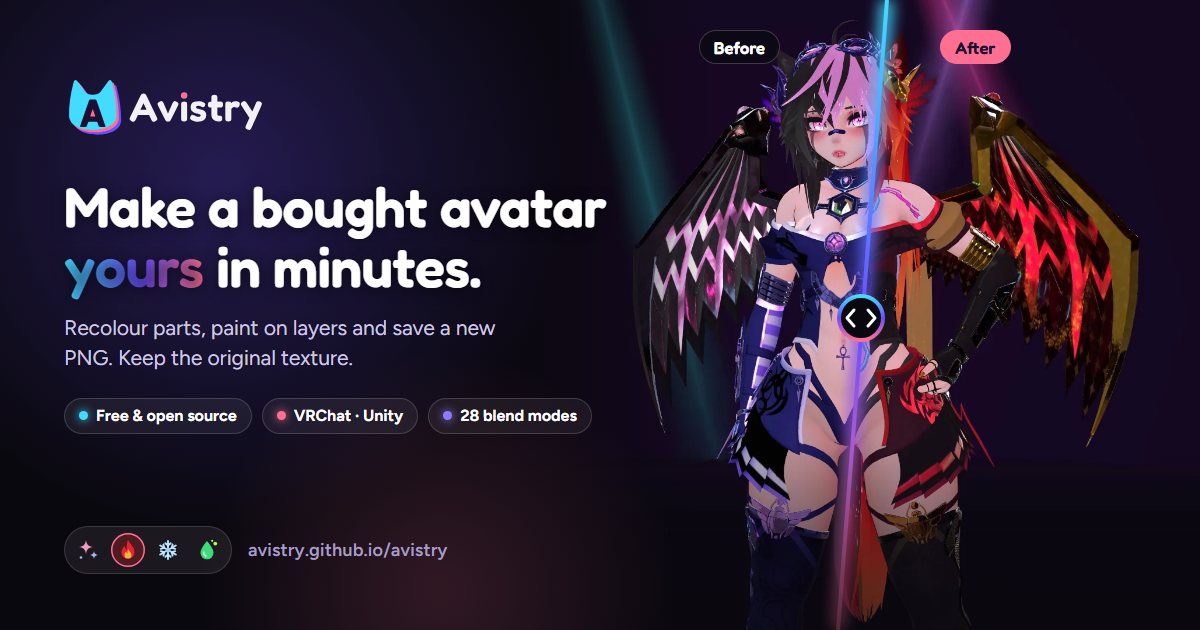 Before
After
Avistry
Make a bought avatar
yours in minutes.
Recolour parts, paint on layers and save a new
PNG. Keep the original texture.
Free & open source
VRChat · Unity
28 blend modes
avistry.github.io/avistry